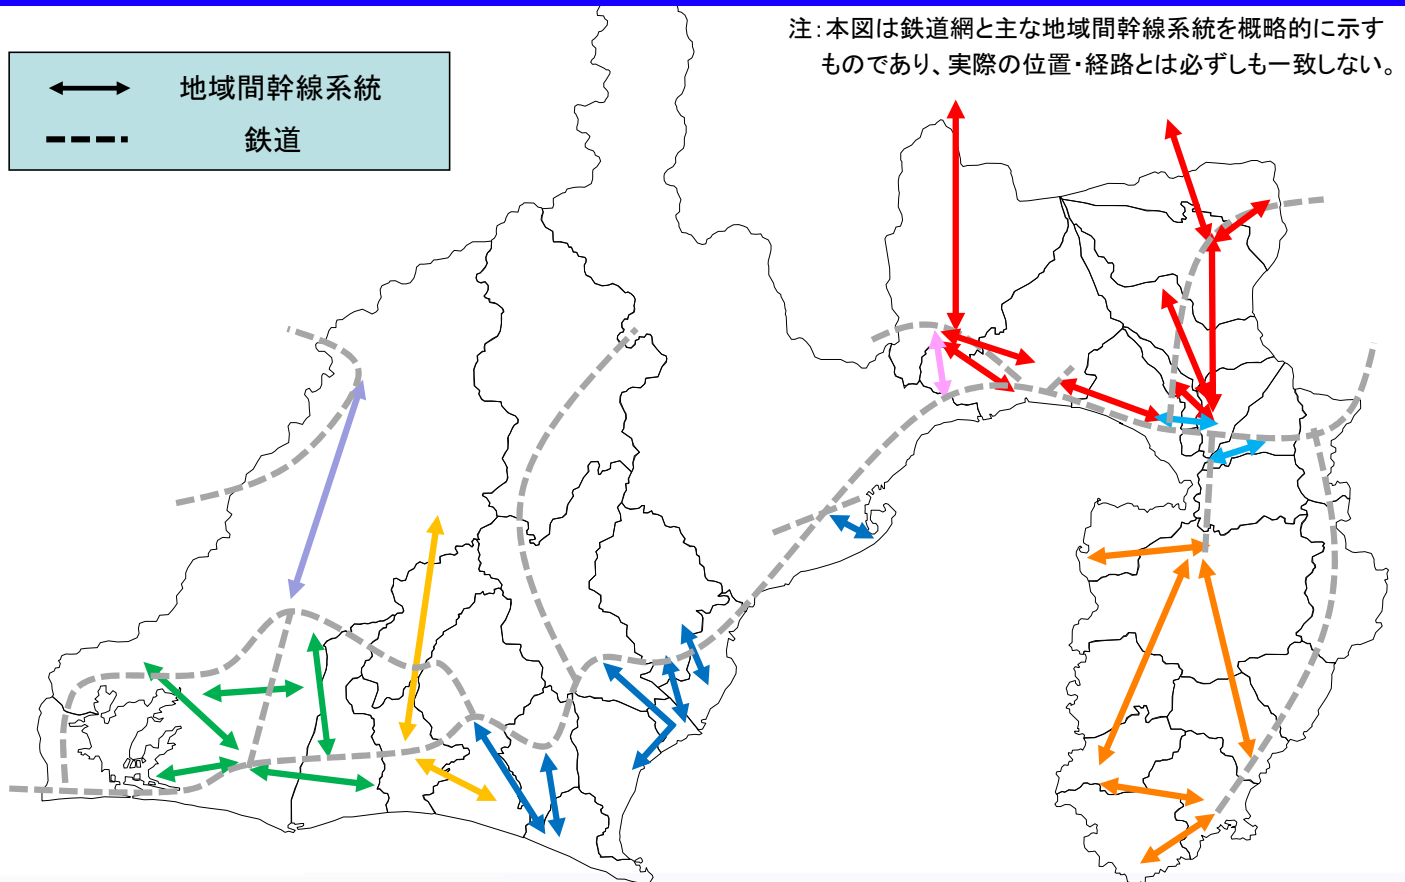 注:本図は鉄道網と主な地域間幹線系統を概略的に示す
ものであり、実際の位置・経路とは必ずしも一致しない。
地域間幹線系統
鉄道